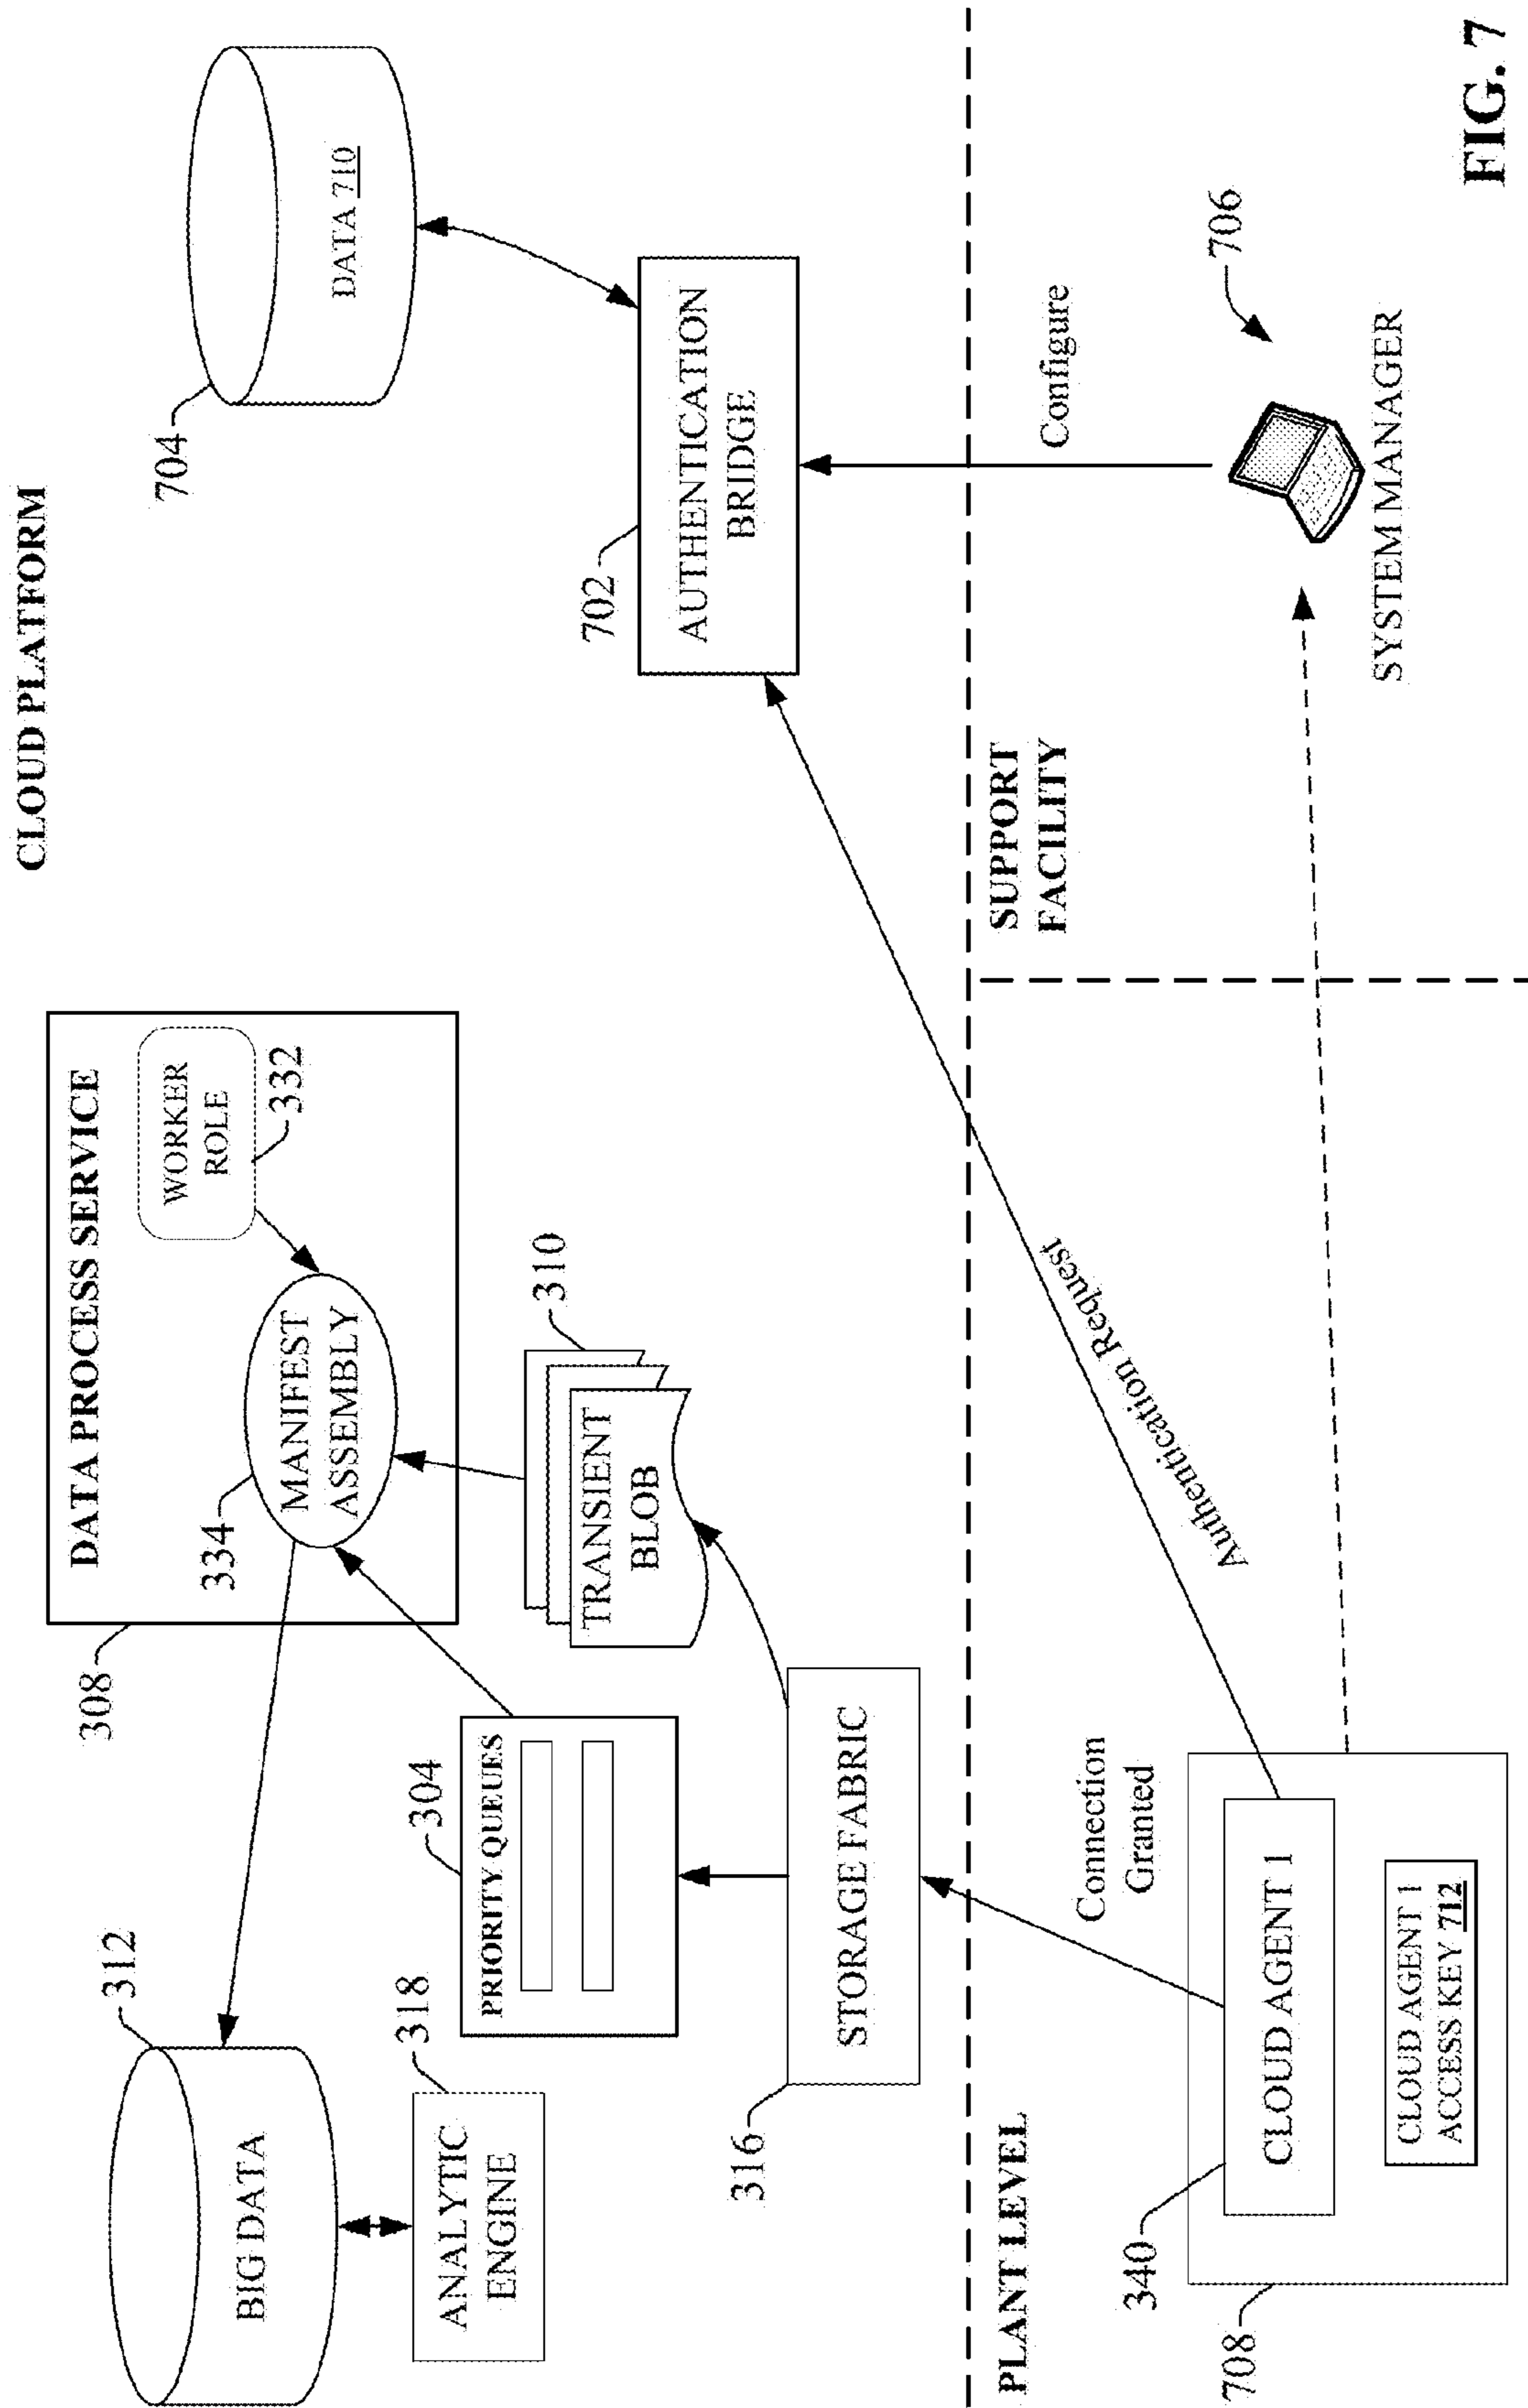 CLOUD PLATFORM
312
BIG DATA
318
ANALYTIC
ENGINE
308
DATA PROCESS SERVICE
334
MANIFEST
ASSEMBLY
WORKER
ROLE
332
304
PRIORITY QUEUES
310
TRANSIENT
BLOB
316
STORAGE FABRIC
704
DATA 710
702
AUTHENTICATION
BRIDGE
PLANT LEVEL
Connection
Granted
Authentication Request
340
CLOUD AGENT 1
CLOUD AGENT 1
ACCESS KEY 712
708
SUPPORT
FACILITY
Configure
706
SYSTEM MANAGER
FIG. 7